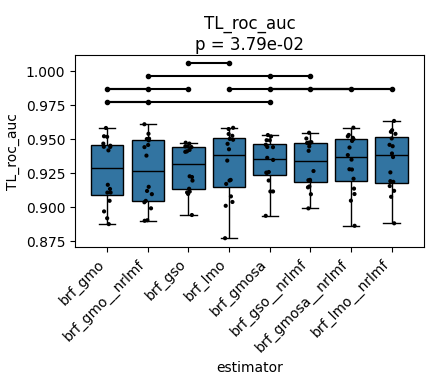 TL_roc_auc
p = 3.79e-02
TL_roc_auc
1.000
0.975
0.950
0.925
0.900
0.875
brf_gmo
brf_gmo__nrlmf
brf_gso
brf_lmo
brf_gmosa
brf_gso__nrlmf
brf_gmosa__nrlmf
brf_lmo__nrlmf
estimator